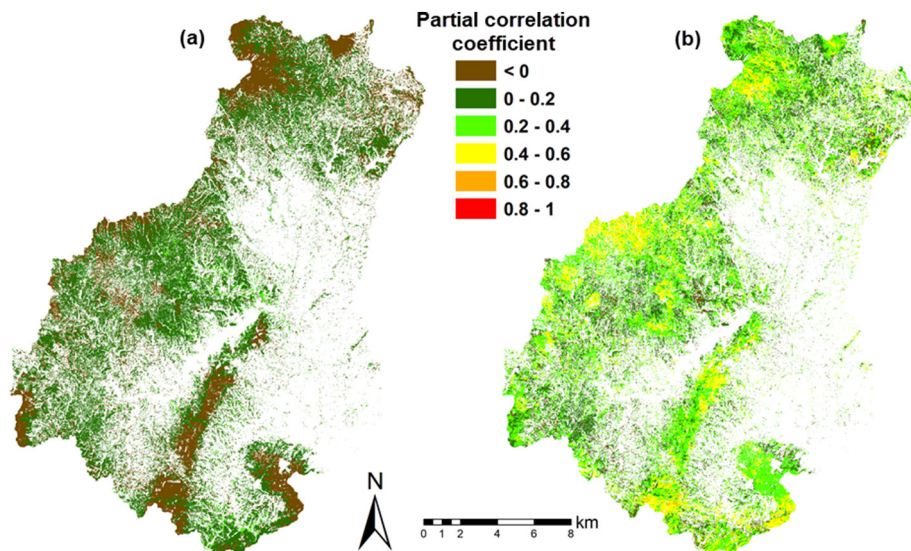 (a)
Partial correlation
coefficient
(b)
< 0
0 - 0.2
0.2 - 0.4
0.4 - 0.6
0.6 - 0.8
0.8 - 1
N
km
0 1 2 4 6 8